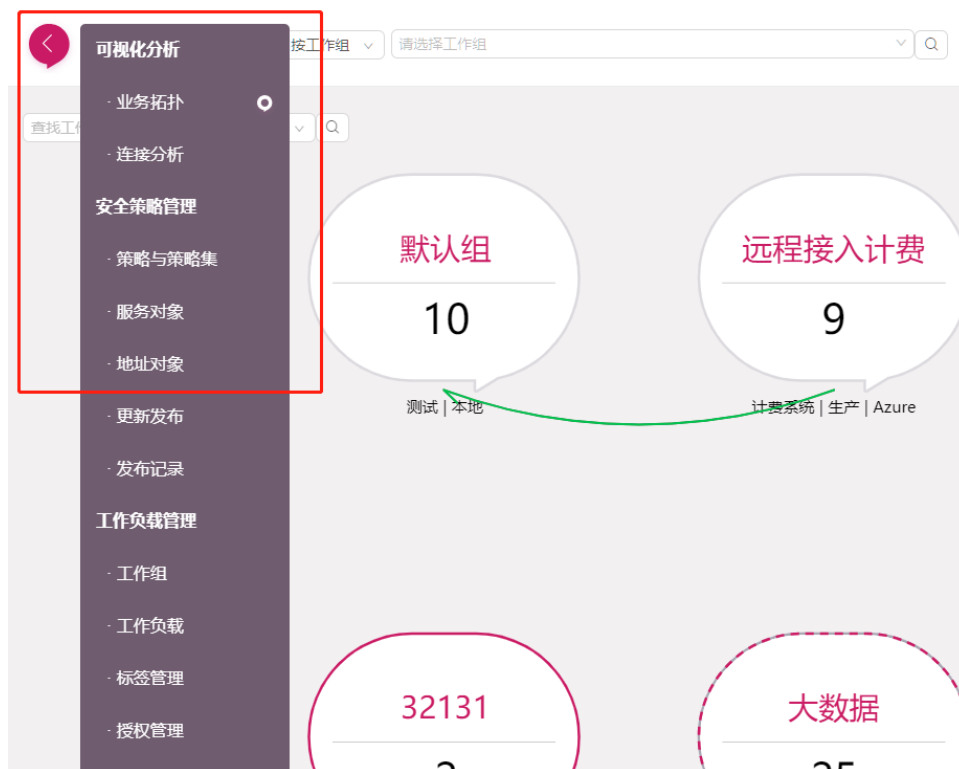 可视化分析
按工作组
请选择工作组
· 业务拓扑
查找工
· 连接分析
安全策略管理
· 策略与策略集
· 服务对象
· 地址对象
· 更新发布
· 发布记录
工作负载管理
· 工作组
· 工作负载
· 标签管理
· 授权管理
默认组
10
测试 | 本地
远程接入计费
9
计费系统 | 生产 | Azure
32131
大数据